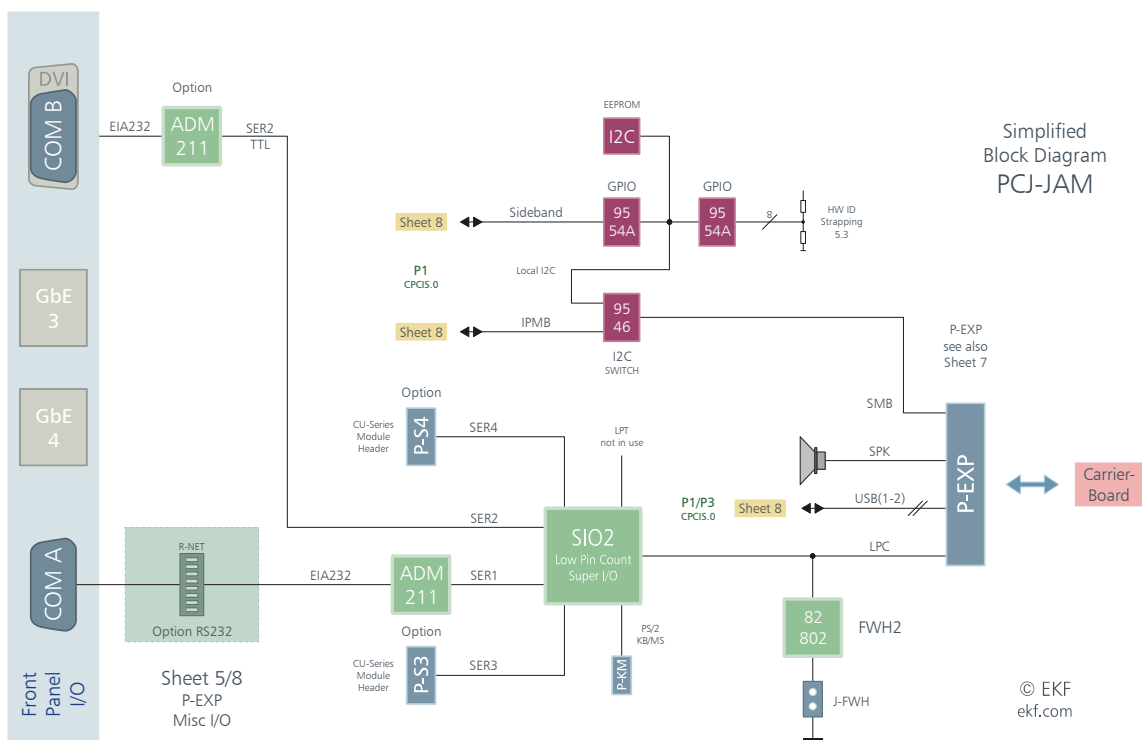 DVI
COM B
EIA232
Option
ADM
211
SER2
TTL
EEPROM
I2C
GPIO
95
54A
GPIO
95
54A
8
HW ID
Strapping
5.3
Simplified
Block Diagram
PCJ-JAM
Sheet 8
Sideband
P1
CPCIS.0
Local I2C
Sheet 8
IPMB
95
46
I2C
SWITCH
GbE
3
GbE
4
P-EXP
see also
Sheet 7
SMB
SPK
P1/P3
CPCIS.0
Sheet 8
USB(1-2)
LPC
P-EXP
Carrier-
Board
Option
CU-Series
Module
Header
P-S4
SER4
LPT
not in use
SER2
SIO2
Low Pin Count
Super I/O
COM A
R-NET
Option RS232
EIA232
ADM
211
SER1
Option
CU-Series
Module
Header
P-S3
SER3
PS/2
KB/MS
P-KM
82
802
FWH2
J-FWH
Front
Panel
I/O
Sheet 5/8
P-EXP
Misc I/O
© EKF
ekf.com